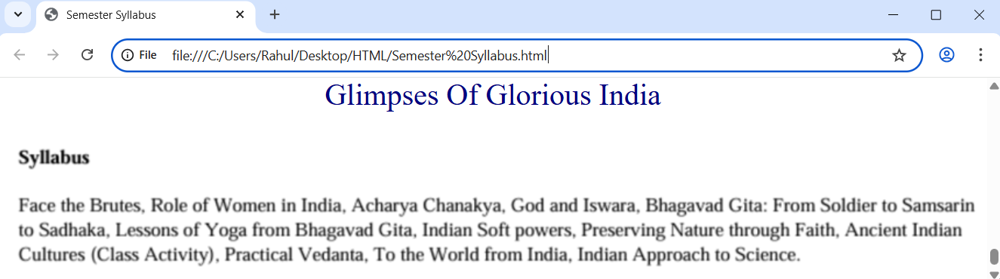 Semester Syllabus
File
file:///C:/Users/Rahul/Desktop/HTML/Semester%20Syllabus.html
Glimpses Of Glorious India
Syllabus
Face the Brutes, Role of Women in India, Acharya Chanakya, God and Iswara, Bhagavad Gita: From Soldier to Samsarin
to Sadhaka, Lessons of Yoga from Bhagavad Gita, Indian Soft powers, Preserving Nature through Faith, Ancient Indian
Cultures (Class Activity), Practical Vedanta, To the World from India, Indian Approach to Science.